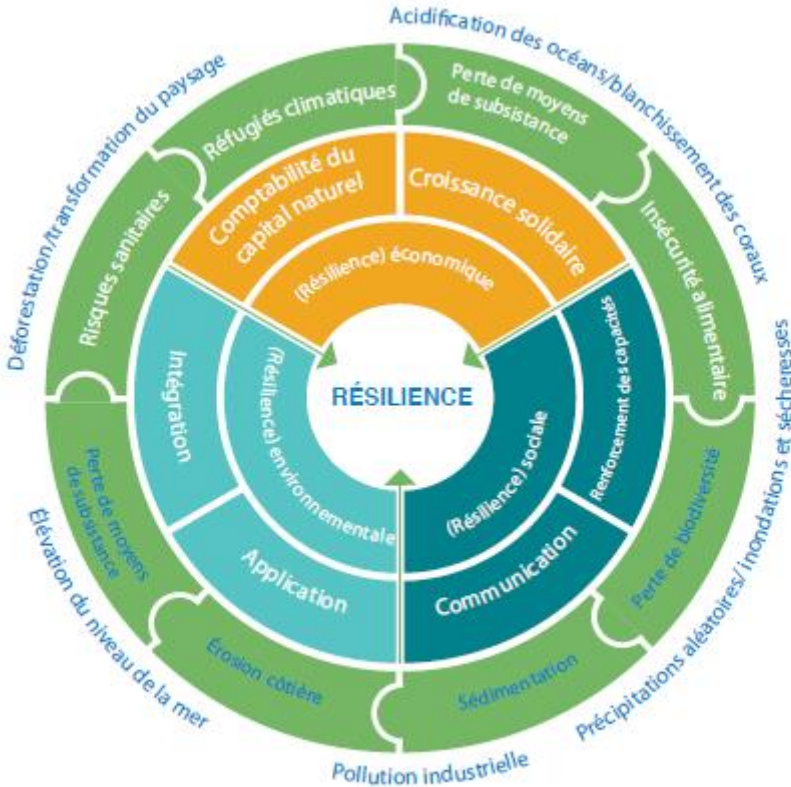 Acidification des océans/blanchissement des coraux
Précipitations aléatoires/ inondations et sécheresses
Pollution industrielle
Élévation du niveau de la mer
Déforestation/transformation du paysage
Perte de moyens
de subsistance
Insécurité alimentaire
Perte de biodiversité
Sédimentation
Érosion côtière
Perte de moyens
de subsistance
Risques sanitaires
Réfugiés climatiques
Comptabilité du
capital naturel
Croissance solidaire
Renforcement des capacités
Communication
Application
Intégration
(Résilience) économique
(Résilience) sociale
(Résilience) environnementale
RÉSILIENCE